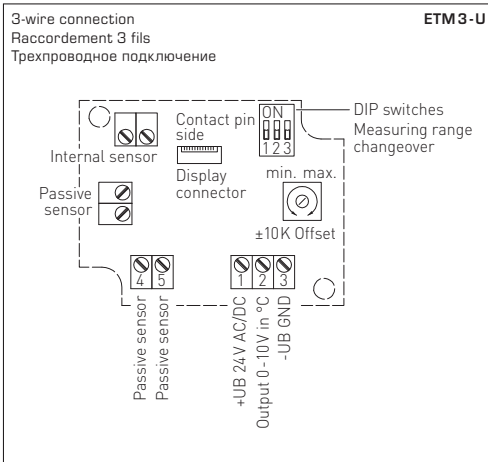 3-wire connection
Raccordement 3 fils
Трехпроводное подключение
ETM3-U
ON
1 2 3
DIP switches
Measuring range
changeover
Contact pin
side
Internal sensor
Display
connector
min. max.
±10K Offset
Passive
sensor
4 5
1 2 3
Passive sensor
Passive sensor
+UB 24V AC/DC
Output 0-10V in °C
-UB GND